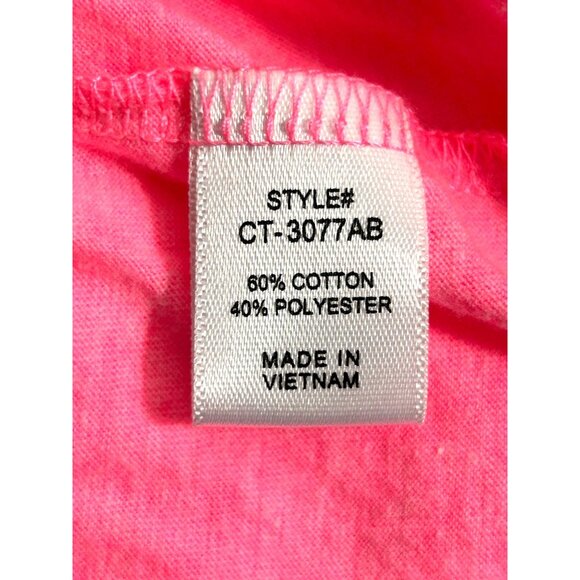 STYLE#
CT-3077AB
60% COTTON
40% POLYESTER
MADE IN
VIETNAM